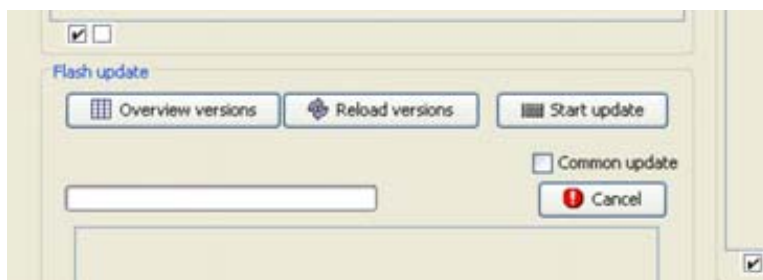 Flash update
Overview versions Reload versions Start update
Common update
Cancel